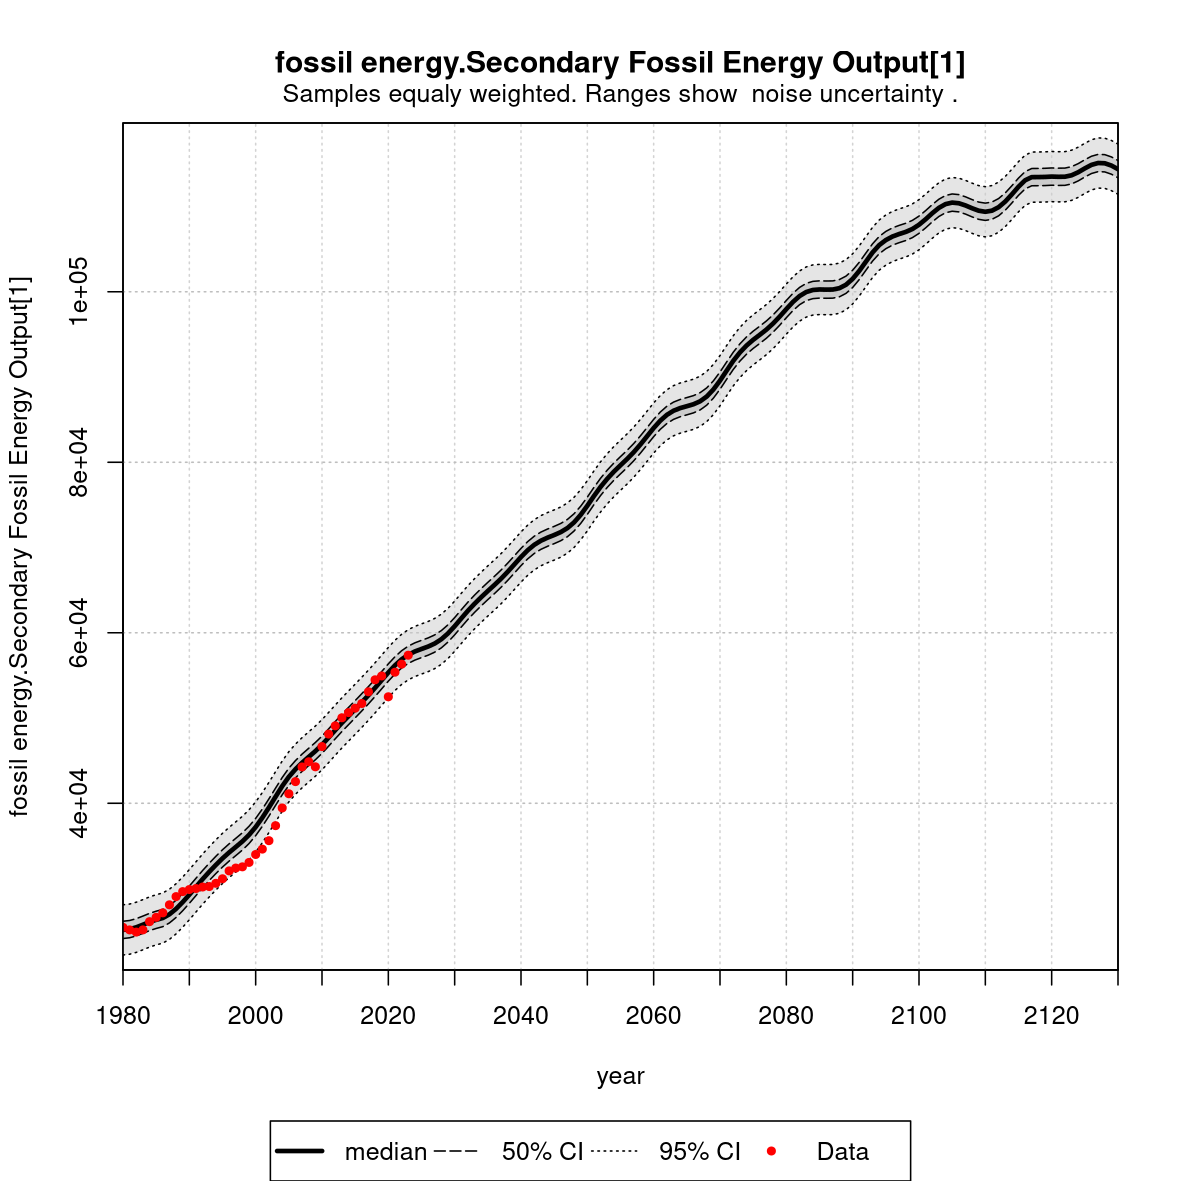 fossil energy.Secondary Fossil Energy Output[1]
Samples equaly weighted. Ranges show  noise uncertainty .
fossil energy.Secondary Fossil Energy Output[1]
1e+05
8e+04
6e+04
4e+04
1980 2000 2020 2040 2060 2080 2100 2120
year
median 50% CI 95% CI Data